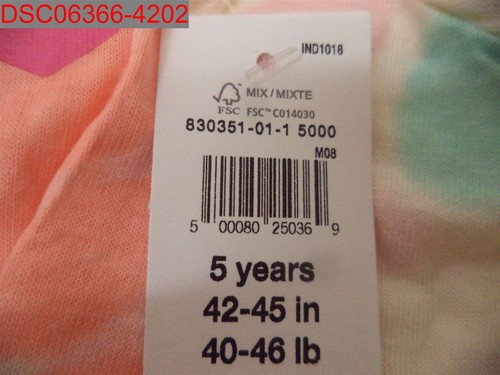 DSC06366-4202
IND1018
MIX / MIXTE
FSC FSC™ C014030
830351-01-1 5000
M08
5 00080 25036 9
5 years
42-45 in
40-46 lb